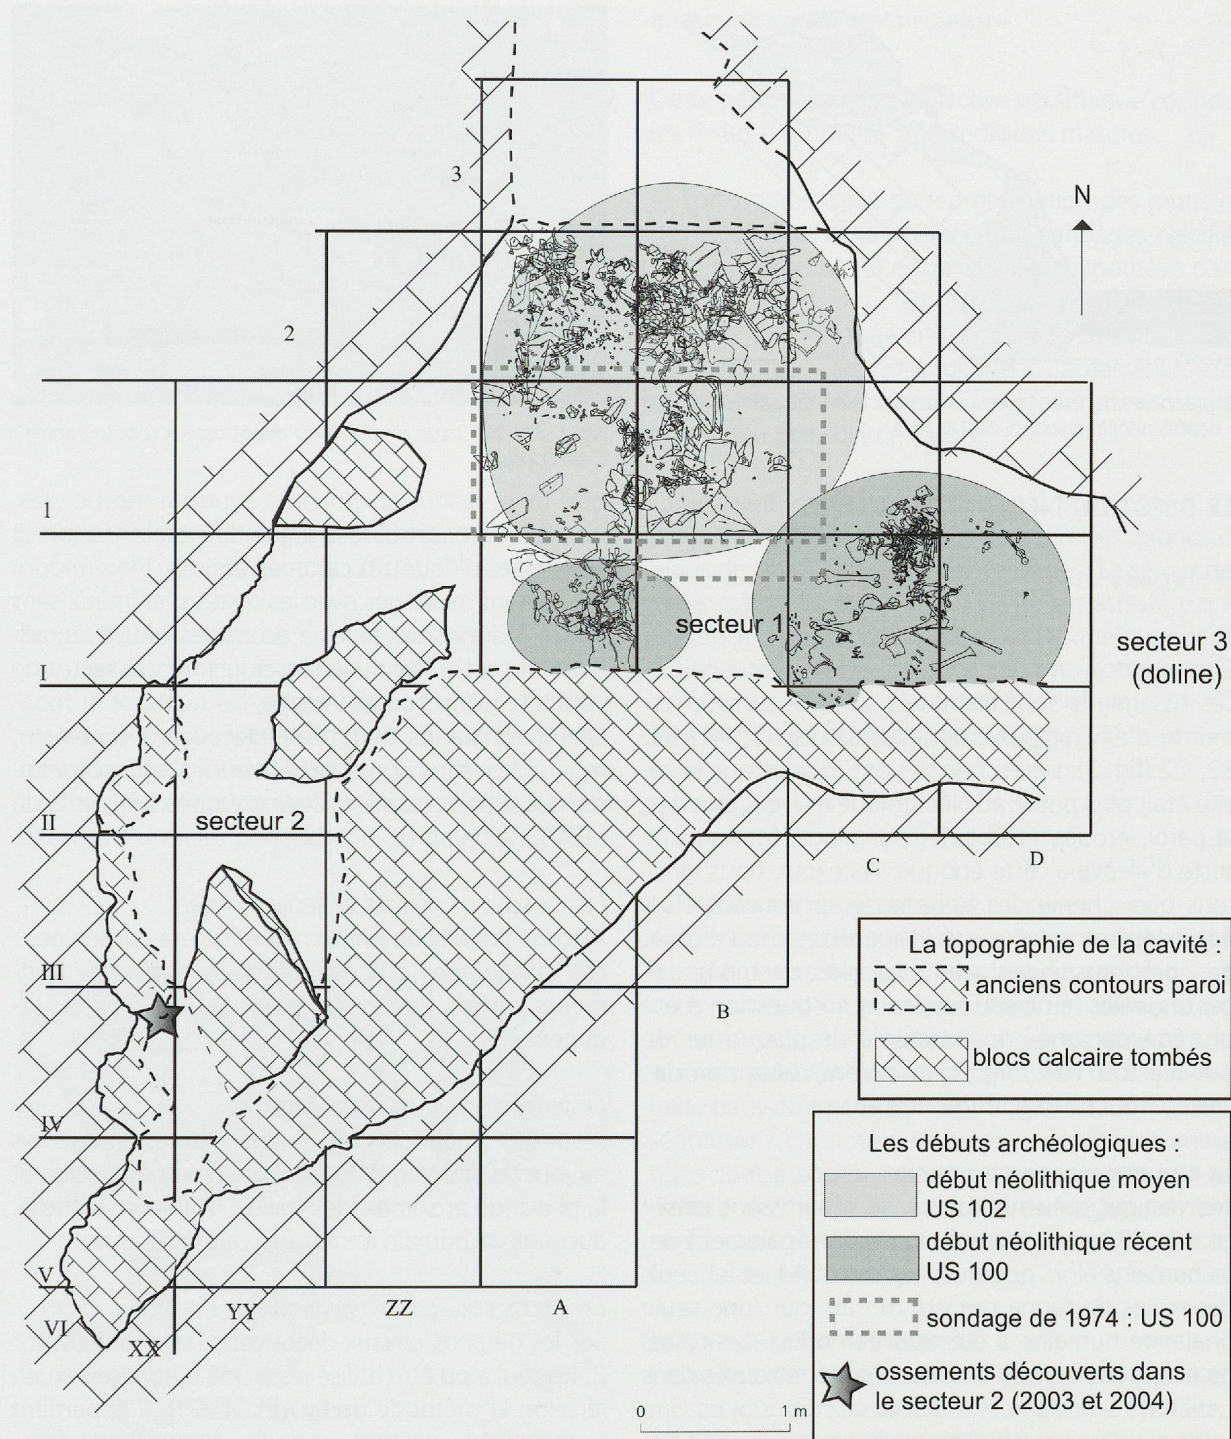 N
3
2
1
I
II
III
IV
V
VI
XX
YY
ZZ
A
B
C
D
secteur 1
secteur 2
secteur 3
(doline)
La topographie de la cavité :
anciens contours paroi
blocs calcaire tombés
Les débuts archéologiques :
début néolithique moyen
US 102
début néolithique récent
US 100
sondage de 1974 : US 100
ossements découverts dans
le secteur 2 (2003 et 2004)
0 1 m